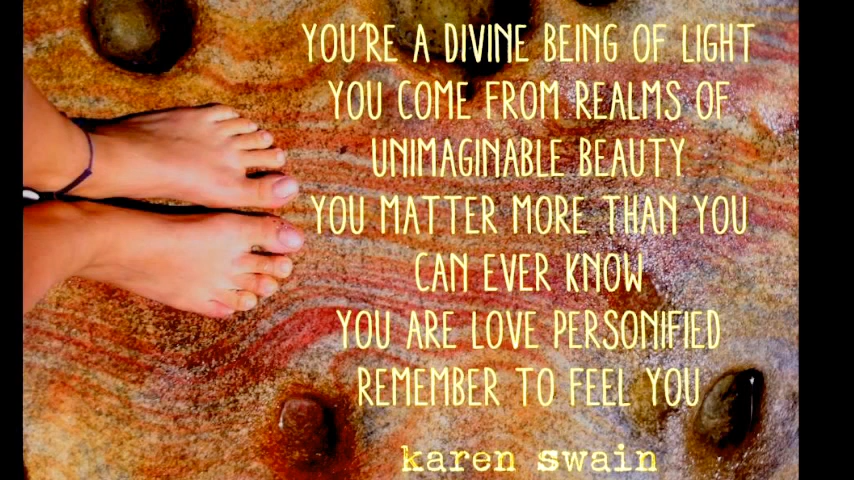 YOU'RE A DIVINE BEING OF LIGHT
YOU COME FROM REALMS OF
UNIMAGINABLE BEAUTY
YOU MATTER MORE THAN YOU
CAN EVER KNOW
YOU ARE LOVE PERSONIFIED
REMEMBER TO FEEL YOU
karen swain